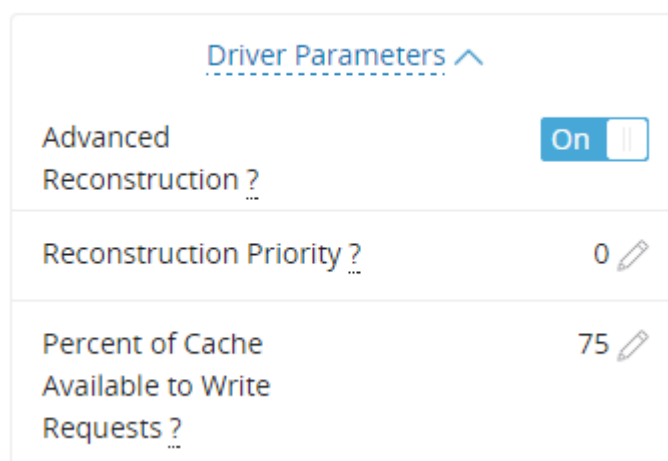 Driver Parameters
Advanced On
Reconstruction ?
Reconstruction Priority ? 0
Percent of Cache 75
Available to Write
Requests ?